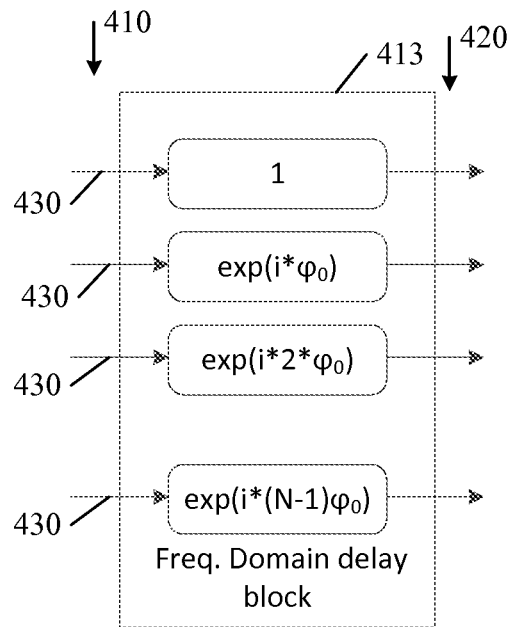 410
420
413
1
430
exp(i*φ₀)
430
exp(i*2*φ₀)
430
exp(i*(N-1)φ₀)
430
Freq. Domain delay
block